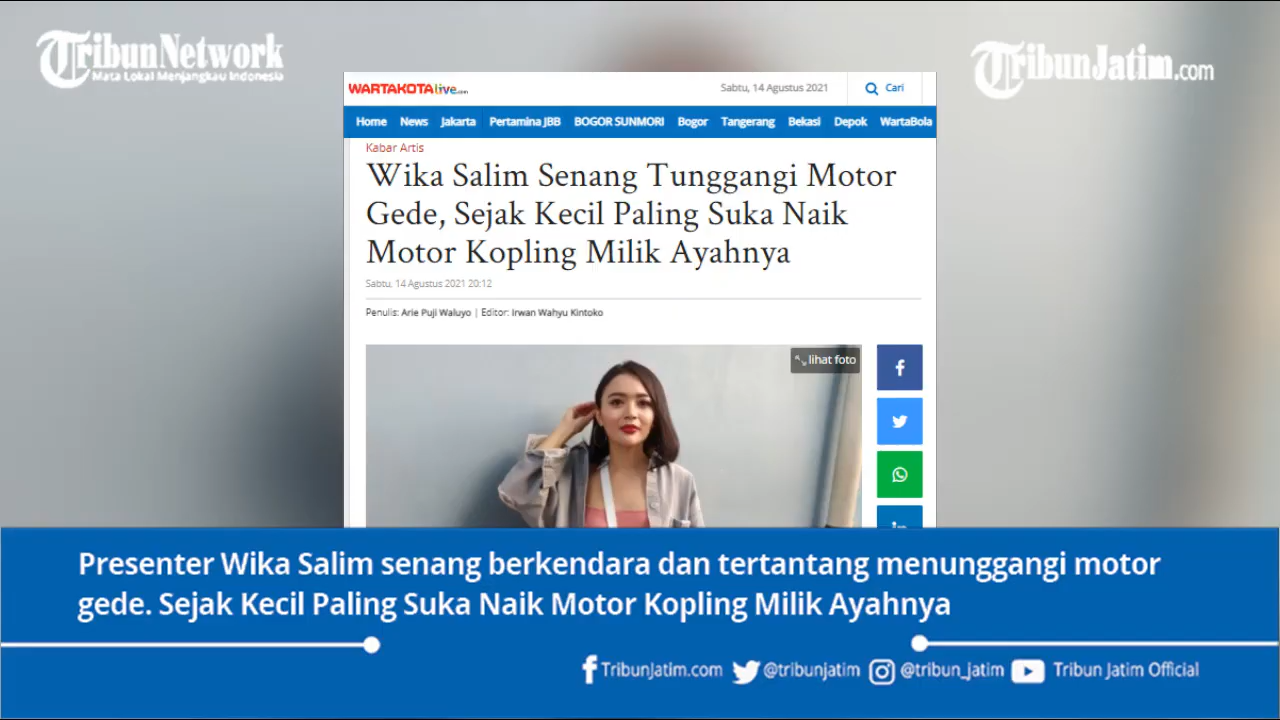 TribunNetwork
Mata Lokal Menjangkau Indonesia
TribunJatim.com
WARTAKOTAlive.com
Sabtu, 14 Agustus 2021
Cari
Home News Jakarta Pertamina JBB BOGOR SUNMORI Bogor Tangerang Bekasi Depok WartaBola
Kabar Artis
Wika Salim Senang Tunggangi Motor
Gede, Sejak Kecil Paling Suka Naik
Motor Kopling Milik Ayahnya
Sabtu, 14 Agustus 2021 20:12
Penulis: Arie Puji Waluyo | Editor: Irwan Wahyu Kintoko
lihat foto
Presenter Wika Salim senang berkendara dan tertantang menunggangi motor
gede. Sejak Kecil Paling Suka Naik Motor Kopling Milik Ayahnya
TribunJatim.com @tribunjatim @tribun_jatim Tribun Jatim Official